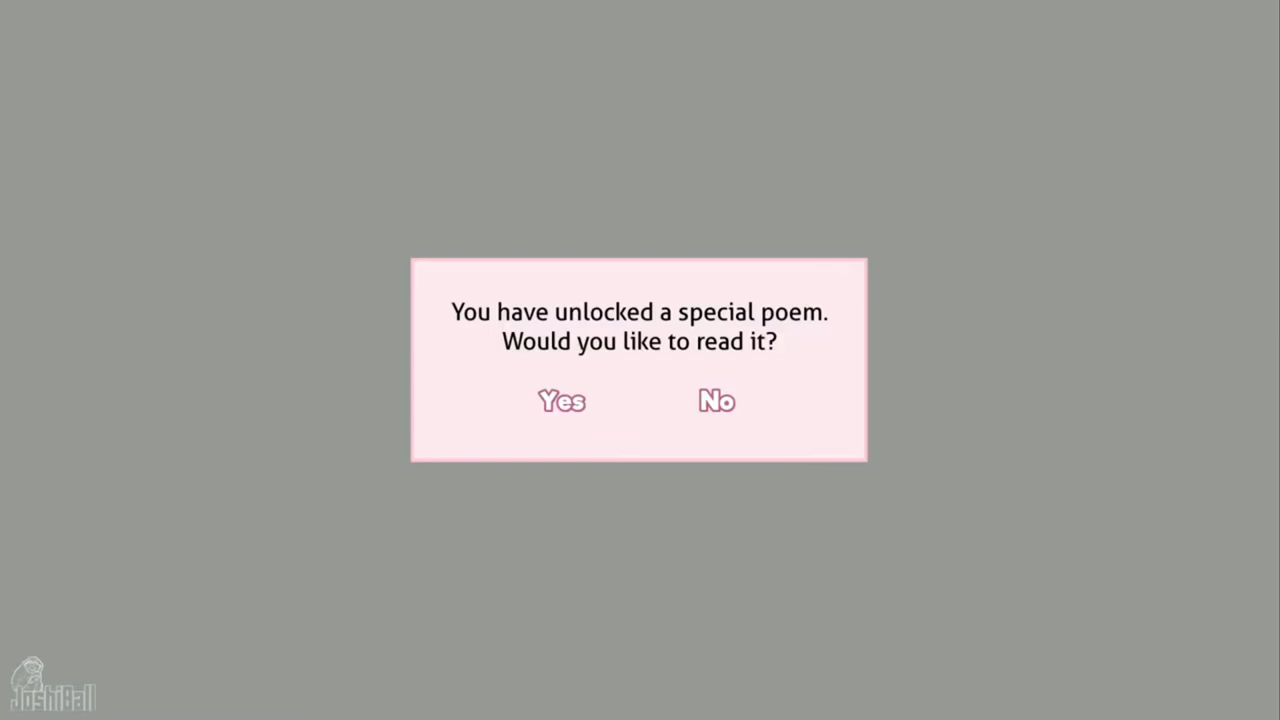 You have unlocked a special poem.
Would you like to read it?
Yes No
JoshiBall